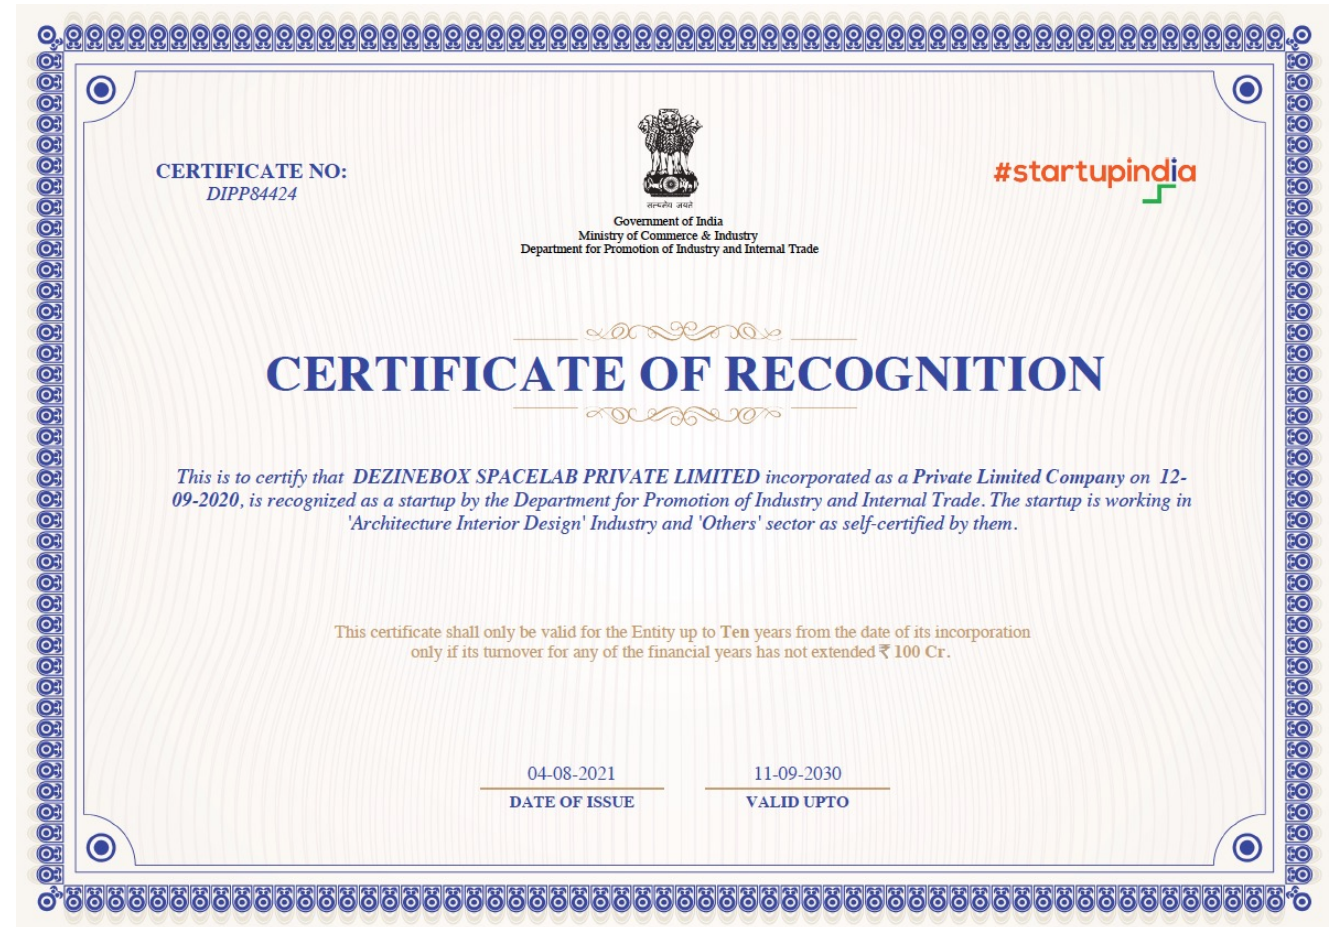 CERTIFICATE NO:
DIPP84424
सत्यमेव जयते
Government of India
Ministry of Commerce & Industry
Department for Promotion of Industry and Internal Trade
#startupindia
CERTIFICATE OF RECOGNITION
This is to certify that DEZINEBOX SPACELAB PRIVATE LIMITED incorporated as a Private Limited Company on 12-
09-2020, is recognized as a startup by the Department for Promotion of Industry and Internal Trade. The startup is working in
'Architecture Interior Design' Industry and 'Others' sector as self-certified by them.
This certificate shall only be valid for the Entity up to Ten years from the date of its incorporation
only if its turnover for any of the financial years has not extended ₹ 100 Cr.
04-08-2021
DATE OF ISSUE
11-09-2030
VALID UPTO